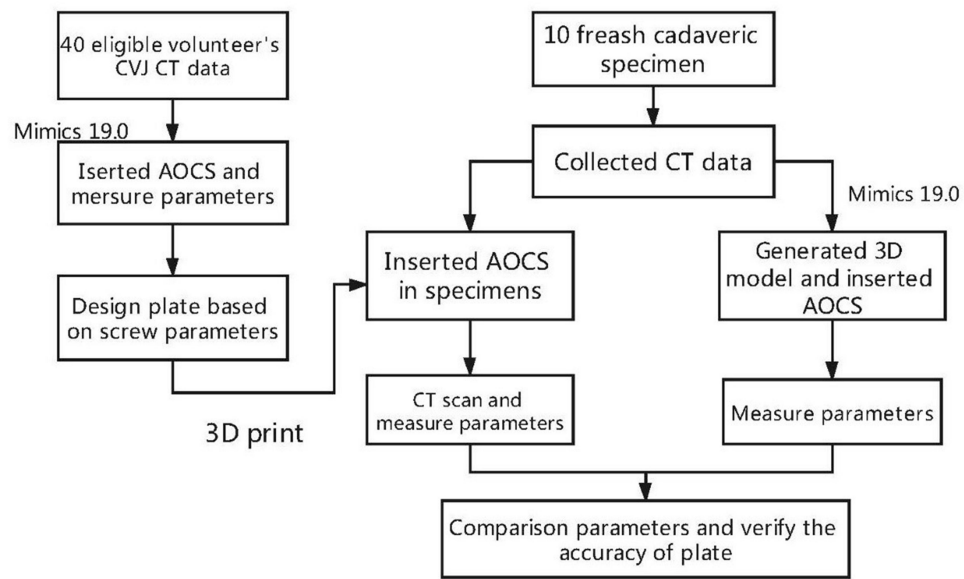 40 eligible volunteer's
CVJ CT data
Mimics 19.0
Iserted AOCS and
mersure parameters
Design plate based
on screw parameters
3D print
10 freash cadaveric
specimen
Collected CT data
Mimics 19.0
Inserted AOCS
in specimens
Generated 3D
model and inserted
AOCS
CT scan and
measure parameters
Measure parameters
Comparison parameters and verify the
accuracy of plate